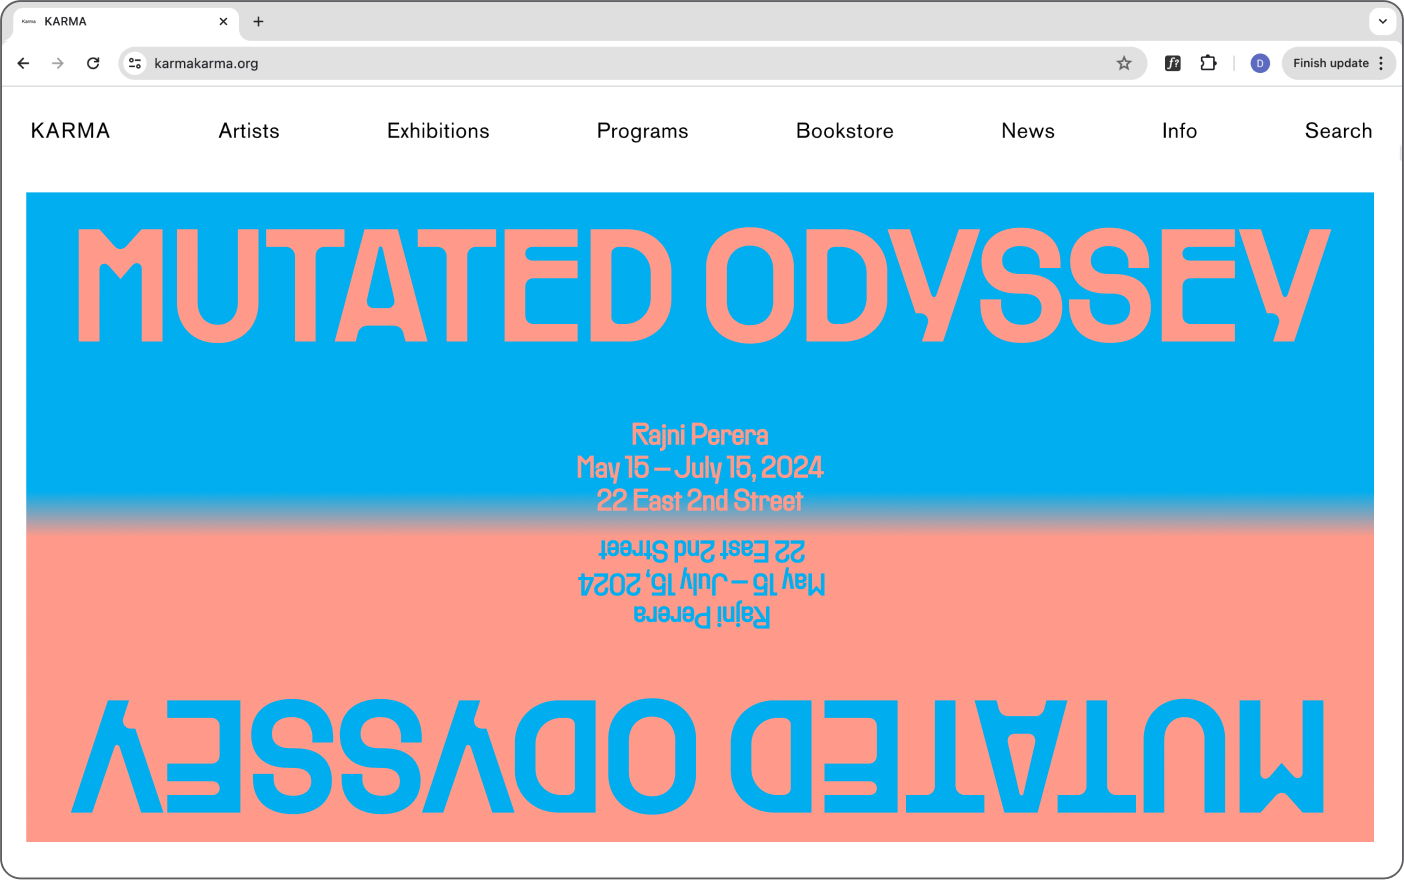 Karma KARMA
karmakarma.org
f?
D
Finish update
KARMA Artists Exhibitions Programs Bookstore News Info Search
MUTATED ODYSSEY
Rajni Perera
May 15 – July 15, 2024
22 East 2nd Street
22 East 2nd Street
May 15 – July 15, 2024
Rajni Perera
MUTATED ODYSSEY